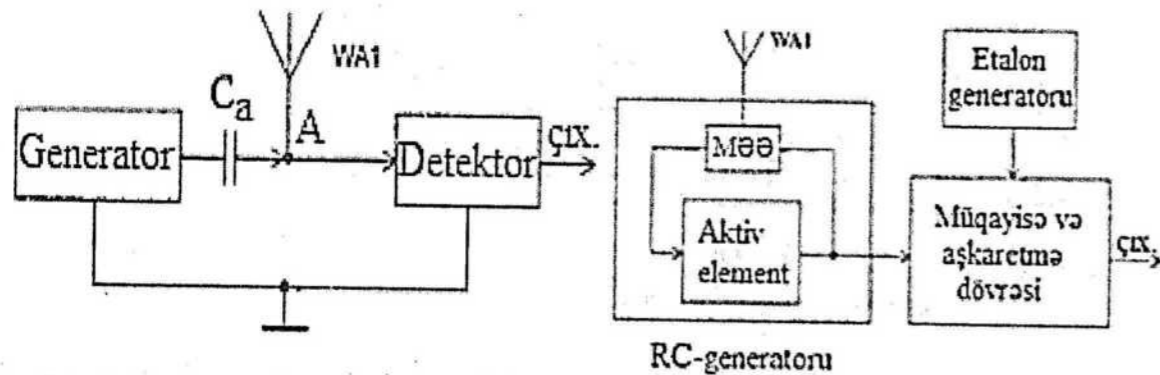 WA1
Ca
A
Generator
Detektor
çıx.
WA1
Etalon
generatoru
MƏƏ
Aktiv
element
Müqayisə və
aşkaretmə
dövrəsi
çıx.
RC-generatoru